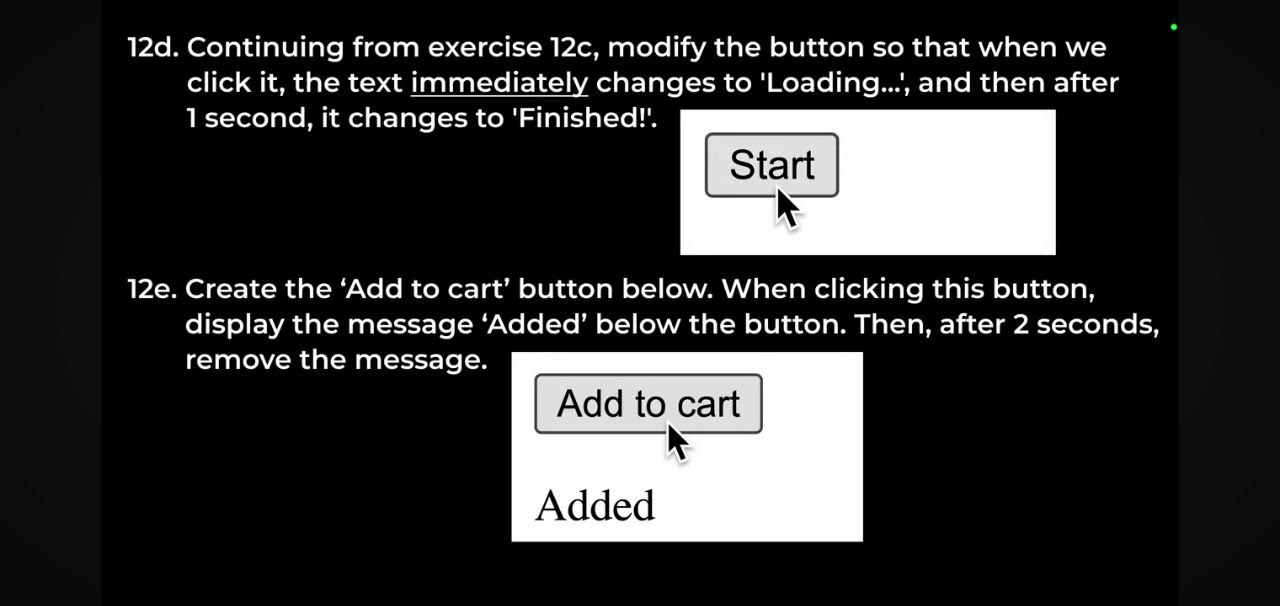 12d. Continuing from exercise 12c, modify the button so that when we
click it, the text immediately changes to 'Loading...', and then after
1 second, it changes to 'Finished!'.
Start
12e. Create the ‘Add to cart’ button below. When clicking this button,
display the message ‘Added’ below the button. Then, after 2 seconds,
remove the message.
Add to cart
Added